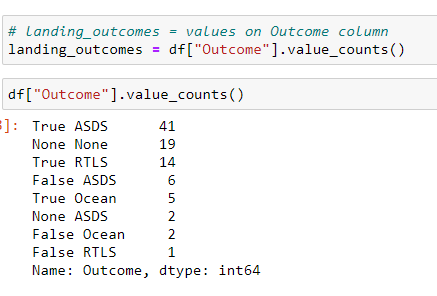 # landing_outcomes = values on Outcome column
landing_outcomes = df["Outcome"].value_counts()
df["Outcome"].value_counts()
]: True ASDS 41
None None 19
True RTLS 14
False ASDS 6
True Ocean 5
None ASDS 2
False Ocean 2
False RTLS 1
Name: Outcome, dtype: int64